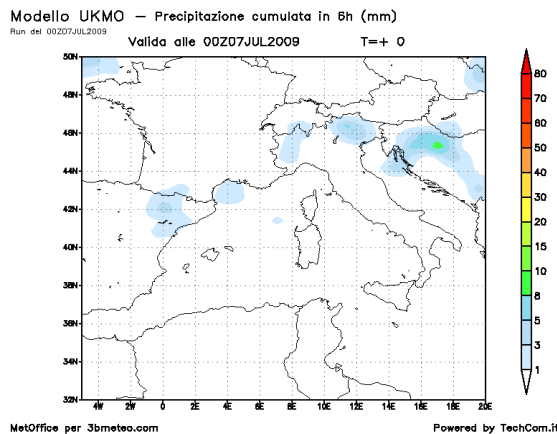 Modello UKMO – Precipitazione cumulata in 6h (mm)
Run del 00Z07JUL2009
Valida alle 00Z07JUL2009 T=+ 0
50N
48N
46N
44N
42N
40N
38N
36N
34N
32N
4W 2W 0 2E 4E 6E 8E 10E 12E 14E 16E 18E 20E
80
70
60
50
40
30
20
15
10
8
5
3
1
MetOffice per 3bmeteo.com Powered by TechCom.it